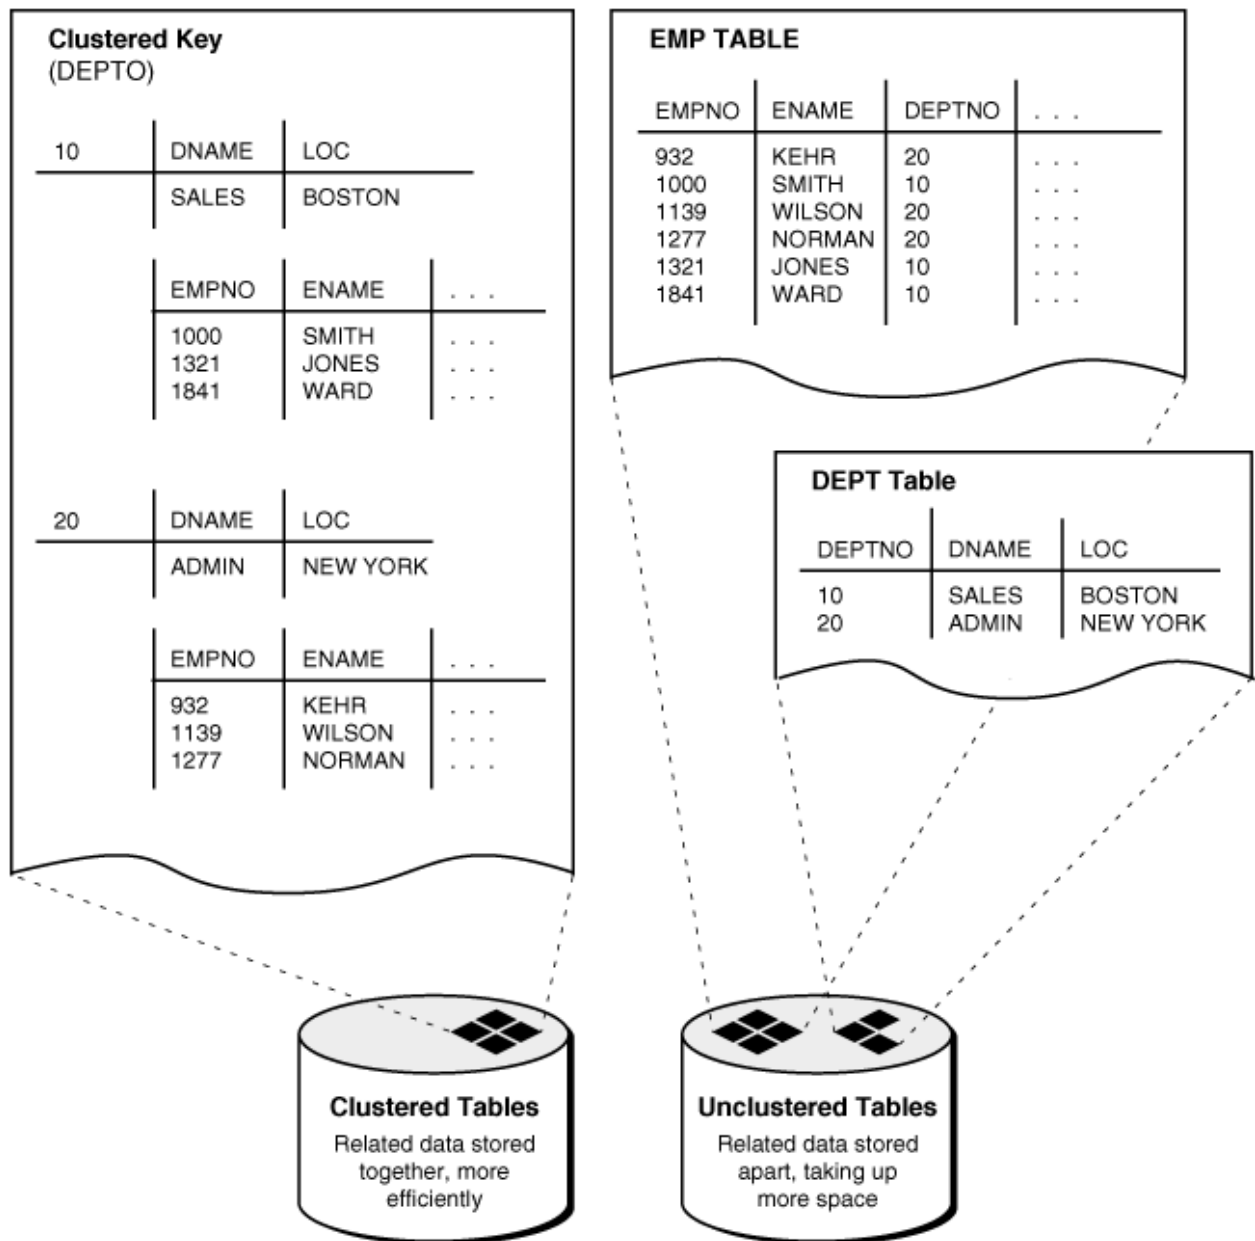 Clustered Key
(DEPTO)
10 DNAME LOC
SALES BOSTON
EMPNO ENAME . . .
1000 SMITH . . .
1321 JONES . . .
1841 WARD . . .
20 DNAME LOC
ADMIN NEW YORK
EMPNO ENAME . . .
932 KEHR . . .
1139 WILSON . . .
1277 NORMAN . . .
EMP TABLE
EMPNO ENAME DEPTNO . . .
932 KEHR 20 . . .
1000 SMITH 10 . . .
1139 WILSON 20 . . .
1277 NORMAN 20 . . .
1321 JONES 10 . . .
1841 WARD 10 . . .
DEPT Table
DEPTNO DNAME LOC
10 SALES BOSTON
20 ADMIN NEW YORK
Clustered Tables
Related data stored
together, more
efficiently
Unclustered Tables
Related data stored
apart, taking up
more space